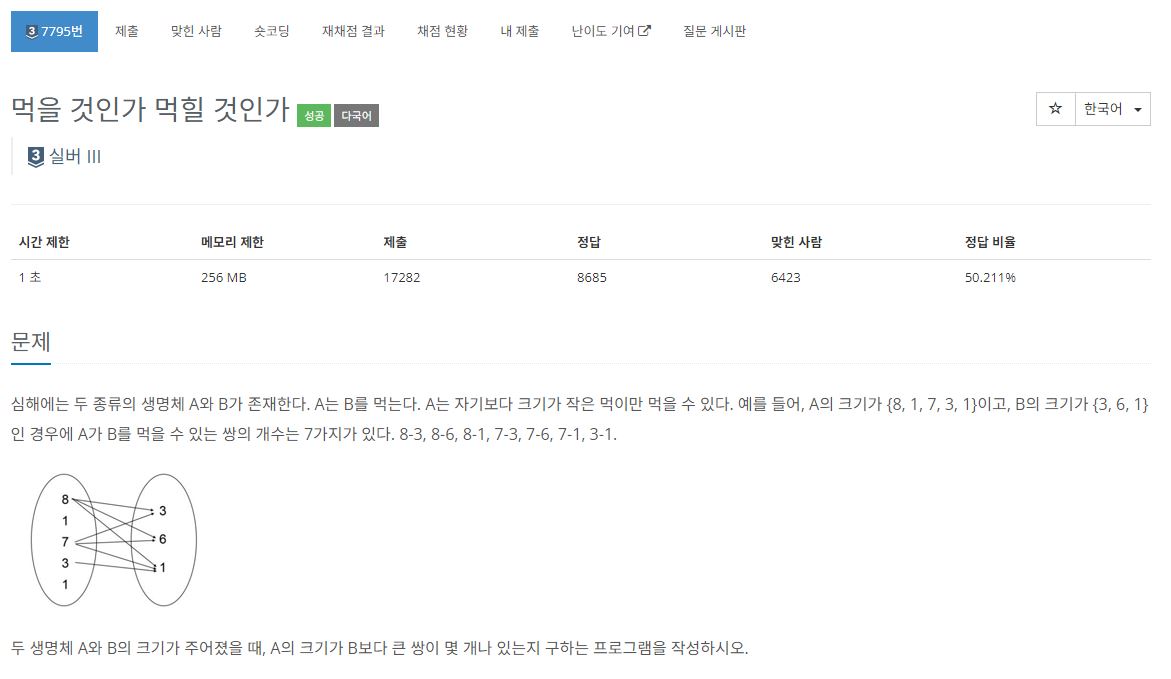 3 7795번 제출 맞힌 사람 숏코딩 재채점 결과 채점 현황 내 제출 난이도 기여 질문 게시판
먹을 것인가 먹힐 것인가 성공 다국어 ☆ 한국어
3 실버 III
시간 제한 메모리 제한 제출 정답 맞힌 사람 정답 비율
1 초 256 MB 17282 8685 6423 50.211%
문제
심해에는 두 종류의 생명체 A와 B가 존재한다. A는 B를 먹는다. A는 자기보다 크기가 작은 먹이만 먹을 수 있다. 예를 들어, A의 크기가 {8, 1, 7, 3, 1}이고, B의 크기가 {3, 6, 1}
인 경우에 A가 B를 먹을 수 있는 쌍의 개수는 7가지가 있다. 8-3, 8-6, 8-1, 7-3, 7-6, 7-1, 3-1.
8
1
7
3
1
3
6
1
두 생명체 A와 B의 크기가 주어졌을 때, A의 크기가 B보다 큰 쌍이 몇 개나 있는지 구하는 프로그램을 작성하시오.